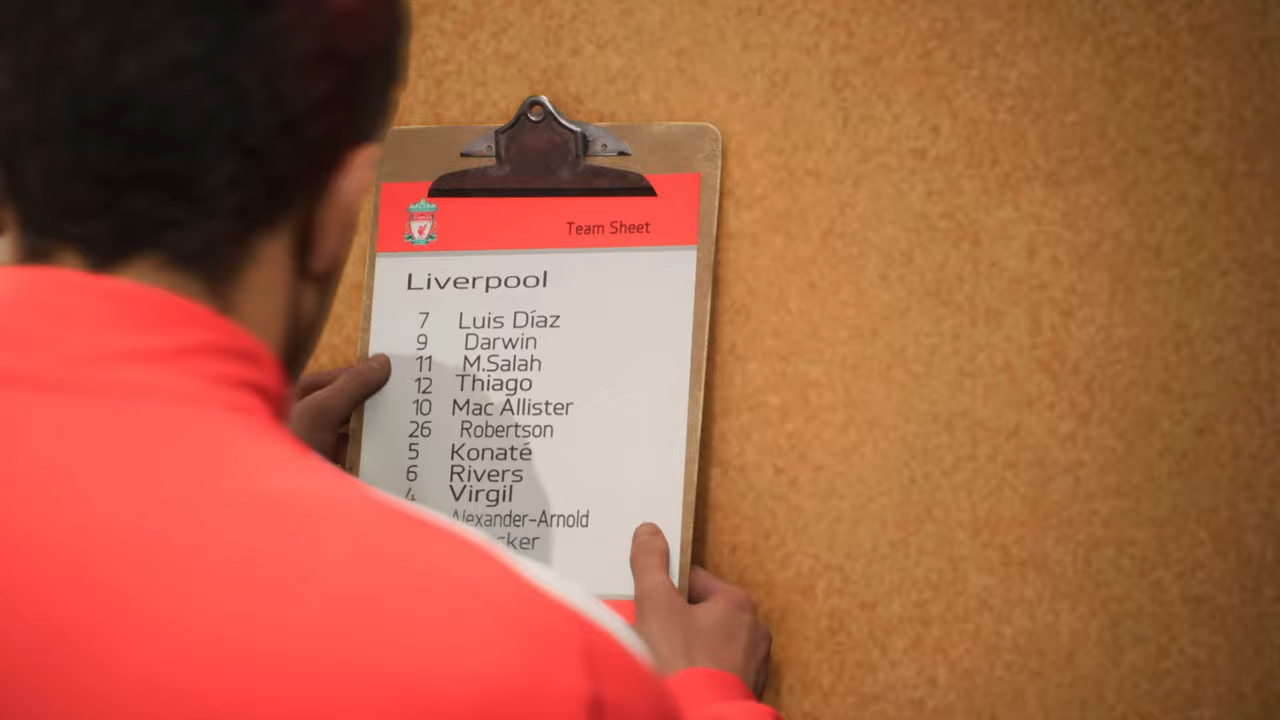 Team Sheet
Liverpool
7 Luis Díaz
9 Darwin
11 M.Salah
12 Thiago
10 Mac Allister
26 Robertson
5 Konaté
6 Rivers
4 Virgil
Alexander-Arnold